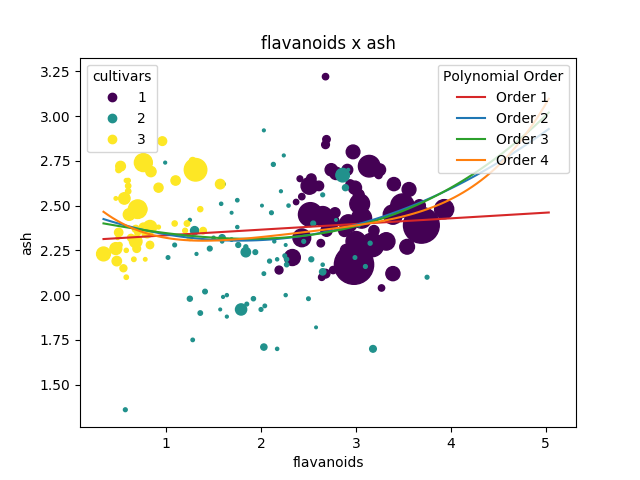 flavanoids x ash
cultivars
1
2
3
Polynomial Order
Order 1
Order 2
Order 3
Order 4
3.25
3.00
2.75
2.50
2.25
2.00
1.75
1.50
ash
1 2 3 4 5
flavanoids